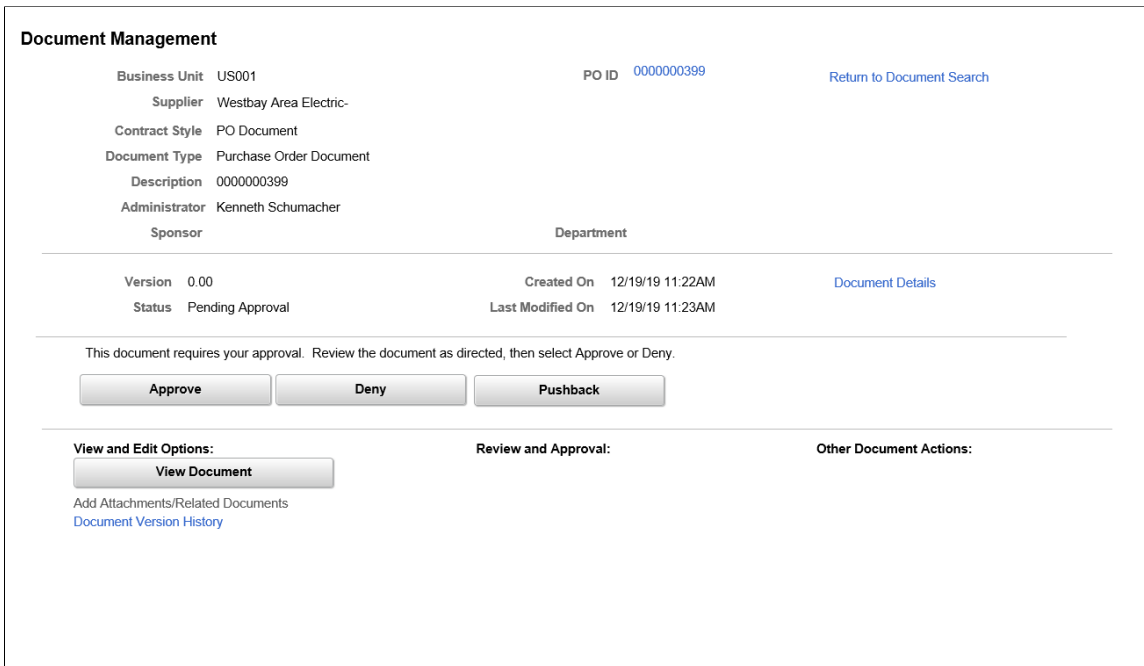 Document Management
Business Unit US001 PO ID 0000000399 Return to Document Search
Supplier Westbay Area Electric-
Contract Style PO Document
Document Type Purchase Order Document
Description 0000000399
Administrator Kenneth Schumacher
Sponsor Department
Version 0.00 Created On 12/19/19 11:22AM Document Details
Status Pending Approval Last Modified On 12/19/19 11:23AM
This document requires your approval. Review the document as directed, then select Approve or Deny.
Approve Deny Pushback
View and Edit Options: Review and Approval: Other Document Actions:
View Document
Add Attachments/Related Documents
Document Version History